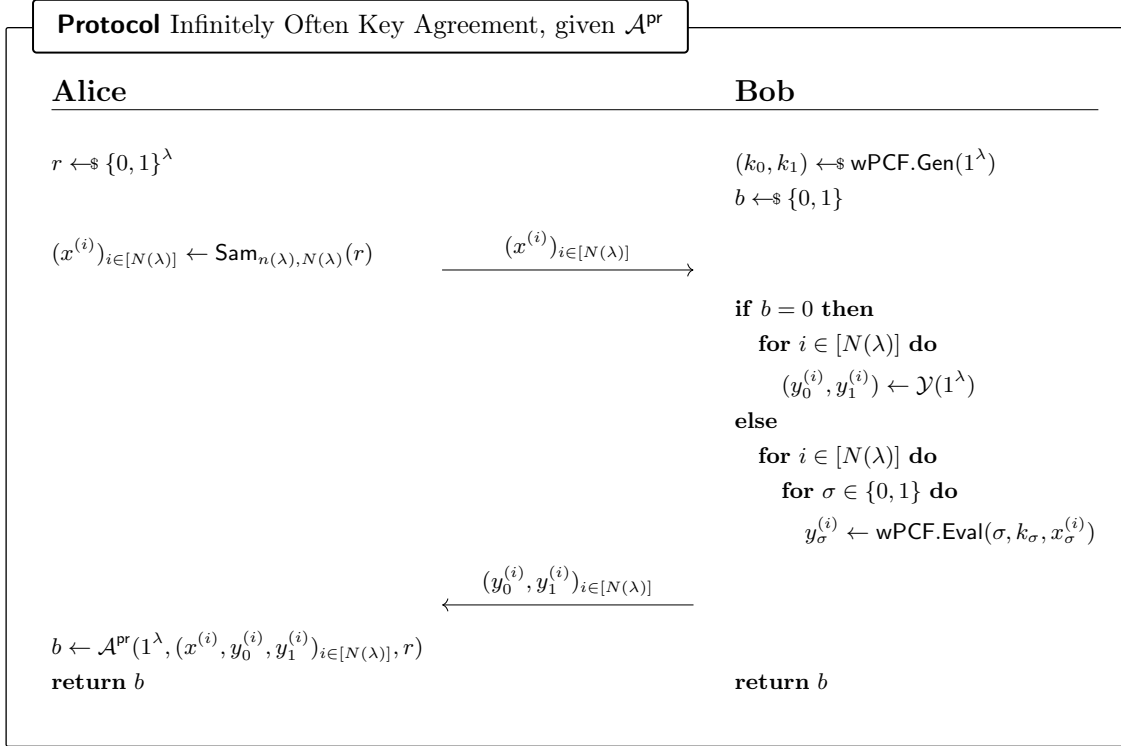 Protocol Infinitely Often Key Agreement, given 𝒜^pr
Alice Bob
r ←$ {0, 1}^λ (k_0, k_1) ←$ wPCF.Gen(1^λ)
b ←$ {0, 1}
(x^(i))_{i∈[N(λ)]} ← Sam_{n(λ),N(λ)}(r) (x^(i))_{i∈[N(λ)]}
if b = 0 then
for i ∈ [N(λ)] do
(y_0^(i), y_1^(i)) ← 𝒴(1^λ)
else
for i ∈ [N(λ)] do
for σ ∈ {0, 1} do
y_σ^(i) ← wPCF.Eval(σ, k_σ, x_σ^(i))
(y_0^(i), y_1^(i))_{i∈[N(λ)]}
b ← 𝒜^pr(1^λ, (x^(i), y_0^(i), y_1^(i))_{i∈[N(λ)]}, r)
return b return b